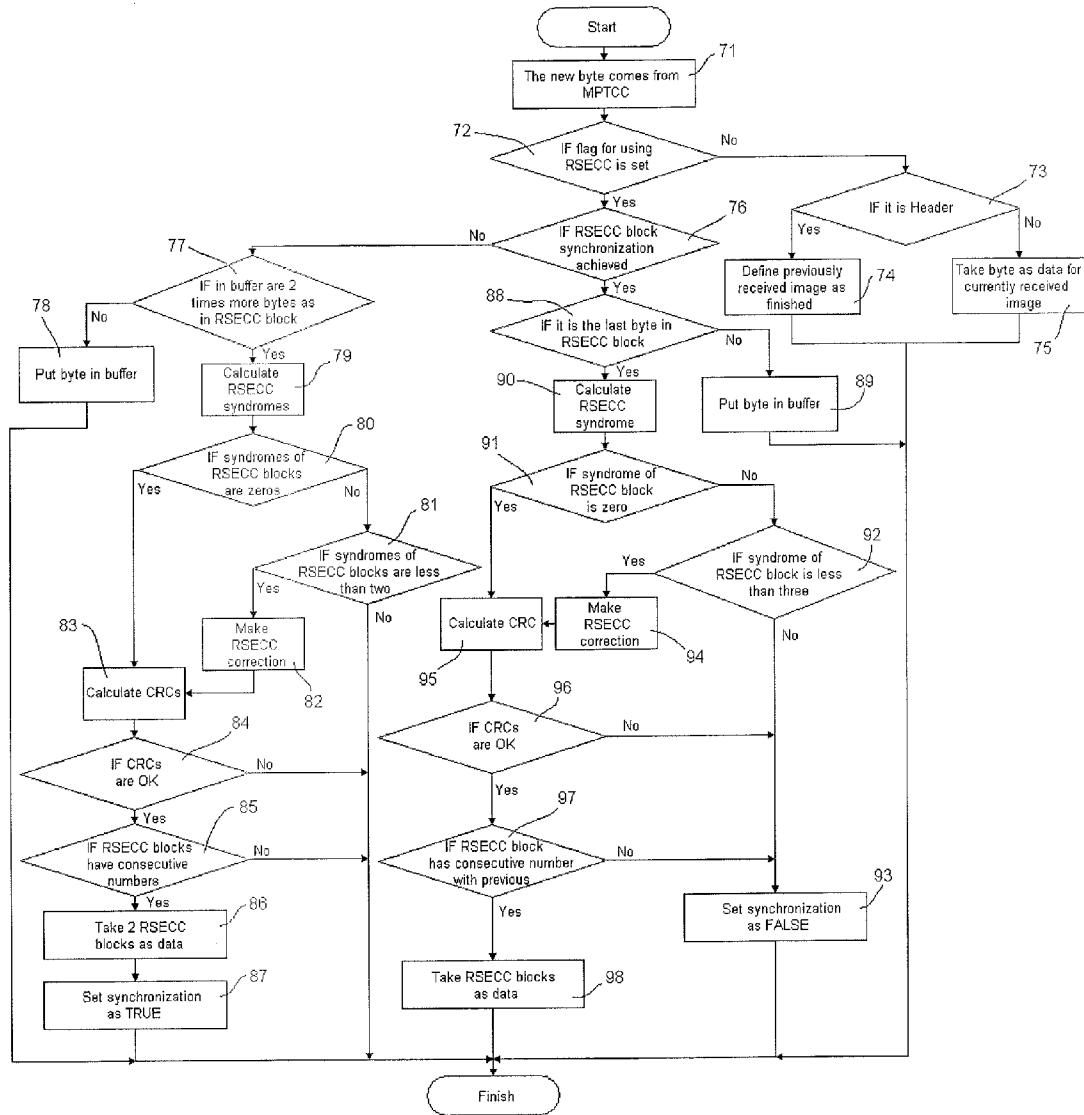 Start
71
The new byte comes from
MPTCC
72
IF flag for using
RSECC is set
No
Yes
73
IF it is Header
Yes
No
76
IF RSECC block
synchronization
achieved
No
Yes
Define previously
received image as
finished
74
Take byte as data for
currently received
image
75
77
IF in buffer are 2
times more bytes as
in RSECC block
No
Yes
78
Put byte in buffer
88
IF it is the last byte in
RSECC block
No
Yes
79
Calculate
RSECC
syndromes
90
Calculate
RSECC
syndrome
Put byte in buffer
89
80
IF syndromes of
RSECC blocks
are zeros
Yes
No
91
IF syndrome of
RSECC block
is zero
Yes
No
81
IF syndromes of
RSECC blocks are less
than two
Yes
No
92
IF syndrome of
RSECC block is less
than three
Yes
No
83
Calculate CRCs
Make
RSECC
correction
82
Calculate CRC
95
Make
RSECC
correction
94
84
IF CRCs
are OK
No
Yes
96
IF CRCs
are OK
No
Yes
85
IF RSECC blocks
have consecutive
numbers
No
Yes
97
IF RSECC block
has consecutive number
with previous
No
Yes
86
Take 2 RSECC
blocks as data
93
Set synchronization
as FALSE
87
Set synchronization
as TRUE
Take RSECC blocks
as data
98
Finish